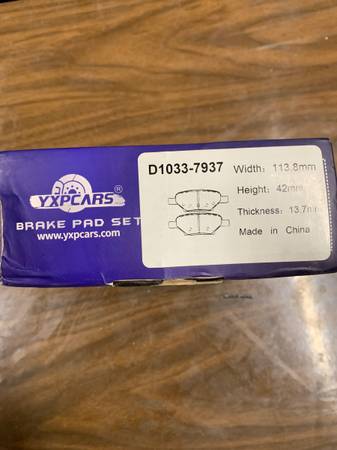 YXPCARS®
BRAKE PAD SET
www.yxpcars.com
D1033-7937
Width: 113.8mm
Height: 42mm
Thickness: 13.7mm
Made in China